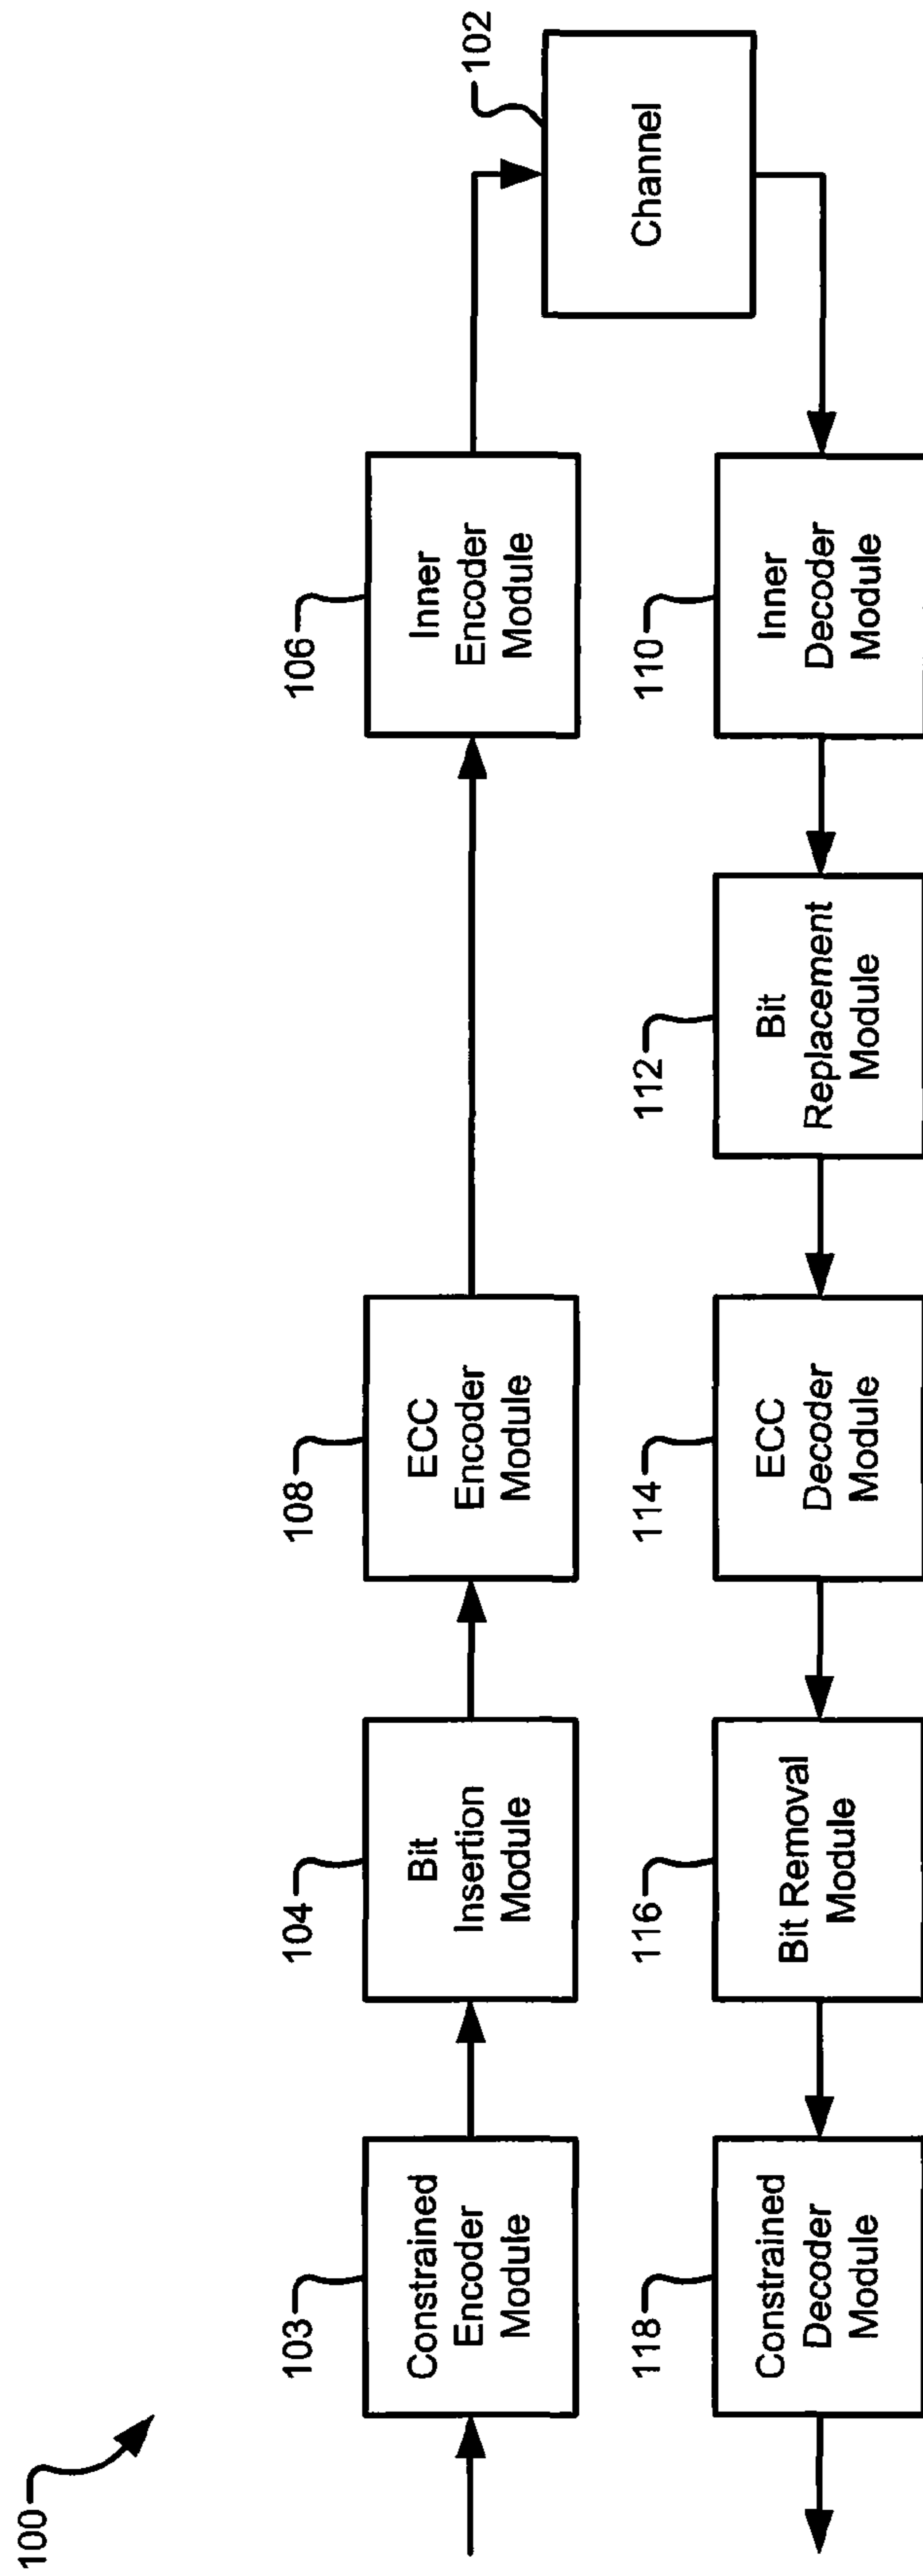 100
103
Constrained
Encoder
Module
104
Bit
Insertion
Module
108
ECC
Encoder
Module
106
Inner
Encoder
Module
102
Channel
118
Constrained
Decoder
Module
116
Bit Removal
Module
114
ECC
Decoder
Module
112
Bit
Replacement
Module
110
Inner
Decoder
Module